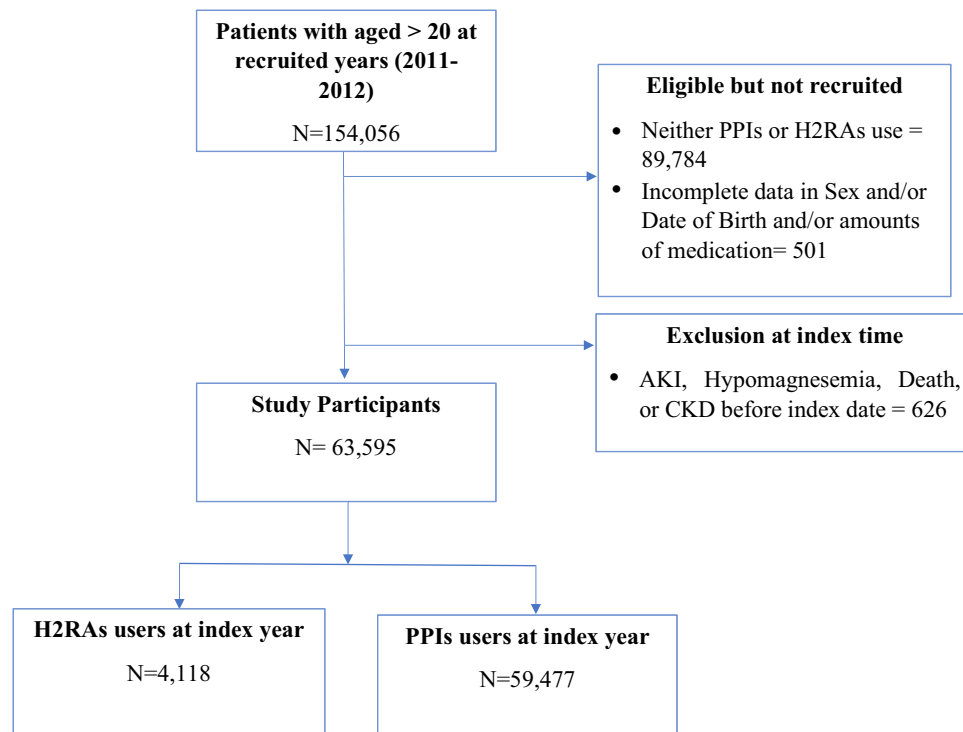 Patients with aged > 20 at
recruited years (2011-
2012)
N=154,056
Eligible but not recruited
• Neither PPIs or H2RAs use =
89,784
• Incomplete data in Sex and/or
Date of Birth and/or amounts
of medication= 501
Exclusion at index time
• AKI, Hypomagnesemia, Death,
or CKD before index date = 626
Study Participants
N= 63,595
H2RAs users at index year
N=4,118
PPIs users at index year
N=59,477